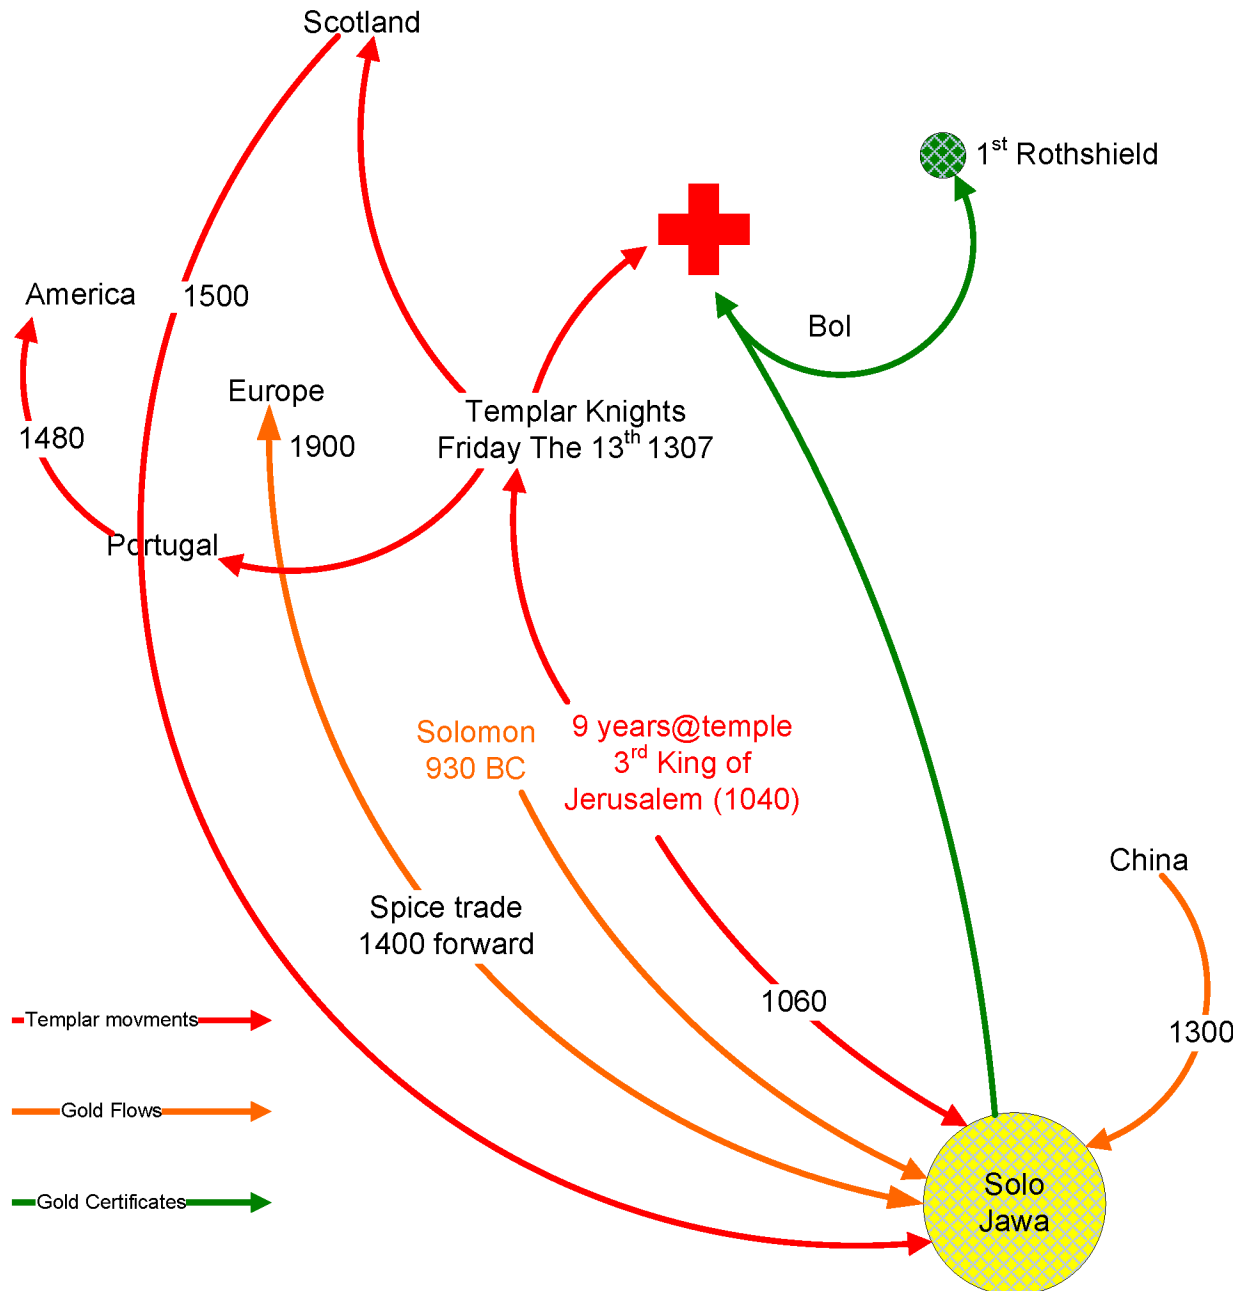 Scotland
1st Rothshield
America
1500
Bol
Europe
1480
1900
Templar Knights
Friday The 13th 1307
Portugal
Solomon
930 BC
9 years@temple
3rd King of
Jerusalem (1040)
China
Spice trade
1400 forward
1060
Templar movments
1300
Gold Flows
Gold Certificates
Solo
Jawa